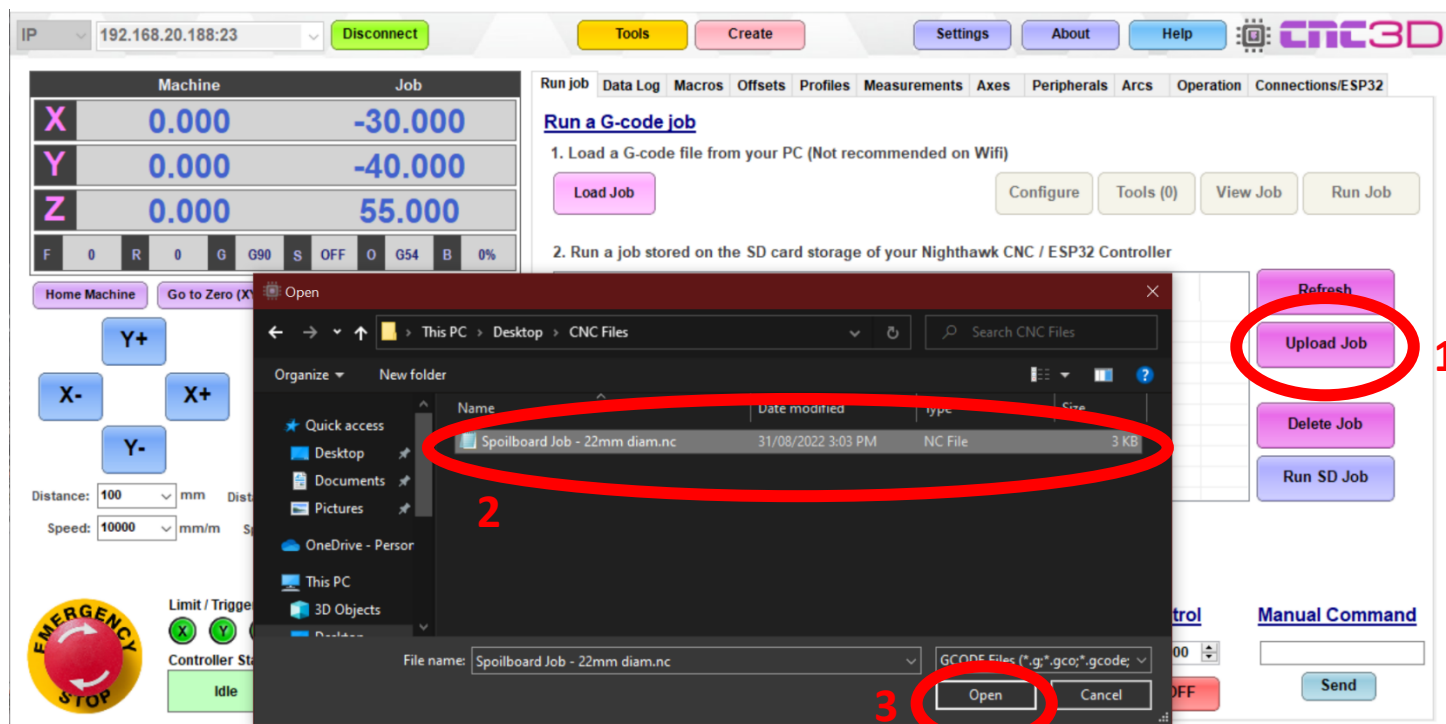 IP 192.168.20.188:23 Disconnect Tools Create Settings About Help CNC3D
Machine Job
X 0.000 -30.000
Y 0.000 -40.000
Z 0.000 55.000
F 0 R 0 G G90 S OFF O G54 B 0%
Home Machine Go to Zero (XY
Y+
X- X+
Y-
Distance: 100 mm Dist
Speed: 10000 mm/m Sp
EMERGENCY
STOP
Limit / Trigge
X Y
Controller Sta
Idle
Run job Data Log Macros Offsets Profiles Measurements Axes Peripherals Arcs Operation Connections/ESP32
Run a G-code job
1. Load a G-code file from your PC (Not recommended on Wifi)
Load Job Configure Tools (0) View Job Run Job
2. Run a job stored on the SD card storage of your Nighthawk CNC / ESP32 Controller
Refresh
Upload Job
1
Delete Job
Run SD Job
Open
This PC > Desktop > CNC Files Search CNC Files
Organize New folder
Name Date modified Type Size
Spoilboard Job - 22mm diam.nc 31/08/2022 3:03 PM NC File 3 KB
2
Quick access
Desktop
Documents
Pictures
OneDrive - Person
This PC
3D Objects
Desktop
File name: Spoilboard Job - 22mm diam.nc GCODE Files (*.g;*.gco;*.gcode;
3
Open Cancel
trol
00
OFF
Manual Command
Send